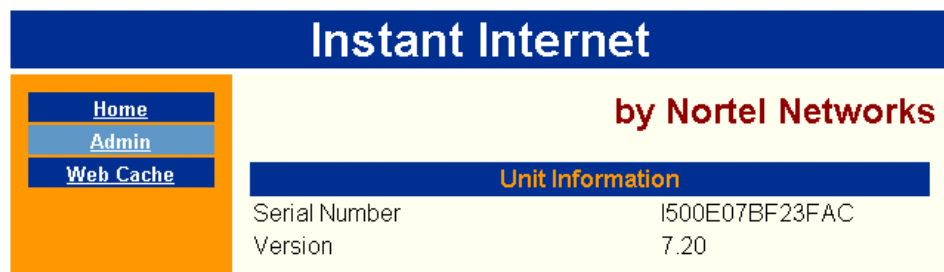 Instant Internet
Home
Admin
Web Cache
by Nortel Networks
Unit Information
Serial Number I500E07BF23FAC
Version 7.20